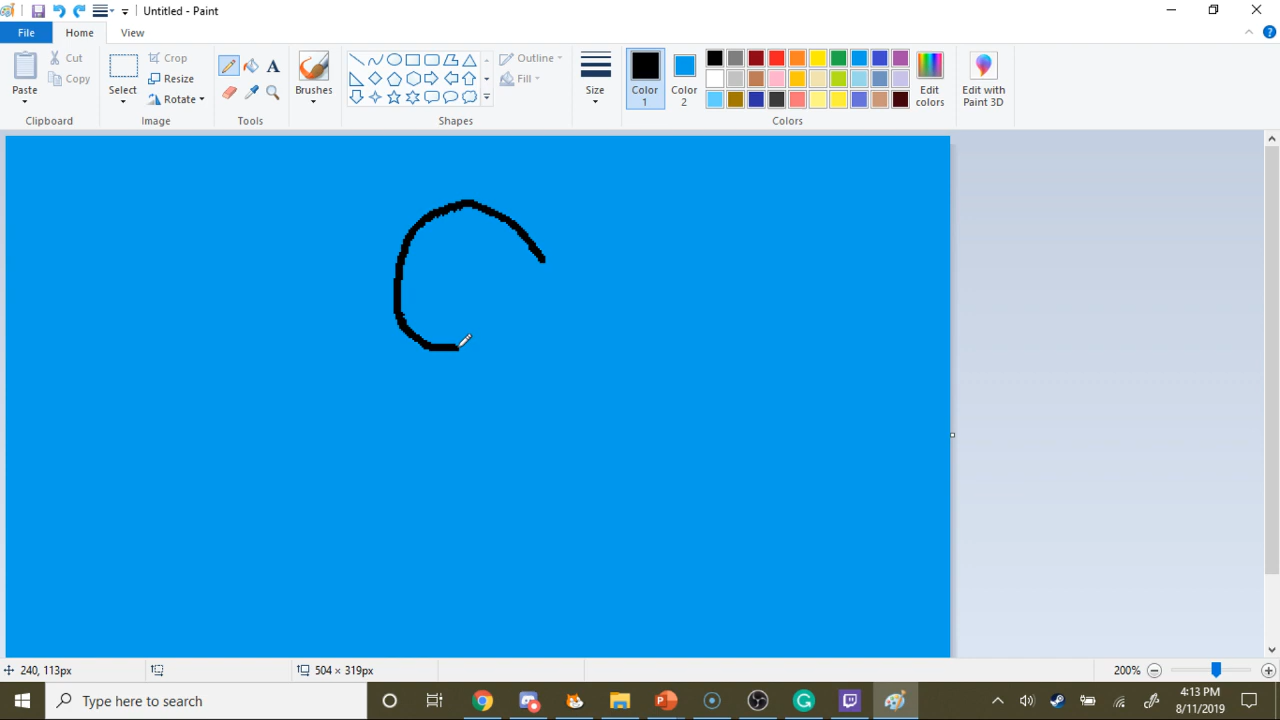 Untitled - Paint
File
Home
View
Paste
Cut
Copy
Clipboard
Select
Crop
Resize
Rotate
Image
Tools
Brushes
Outline
Fill
Shapes
Size
Color 1
Color 2
Edit colors
Colors
Edit with Paint 3D
240, 113px
504 × 319px
200%
Type here to search
4:13 PM
8/11/2019